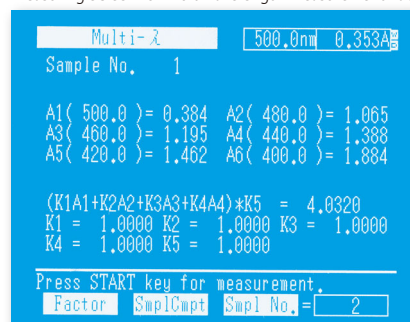 Multi-λ 500.0nm 0.353A
Sample No. 1
A1( 500.0 )= 0.384 A2( 480.0 )= 1.065
A3( 460.0 )= 1.195 A4( 440.0 )= 1.388
A5( 420.0 )= 1.462 A6( 400.0 )= 1.884
(K1A1+K2A2+K3A3+K4A4)*K5 = 4.0320
K1 = 1.0000 K2 = 1.0000 K3 = 1.0000
K4 = 1.0000 K5 = 1.0000
Press START key for measurement.
Factor SmplCmpt Smpl No.= 2